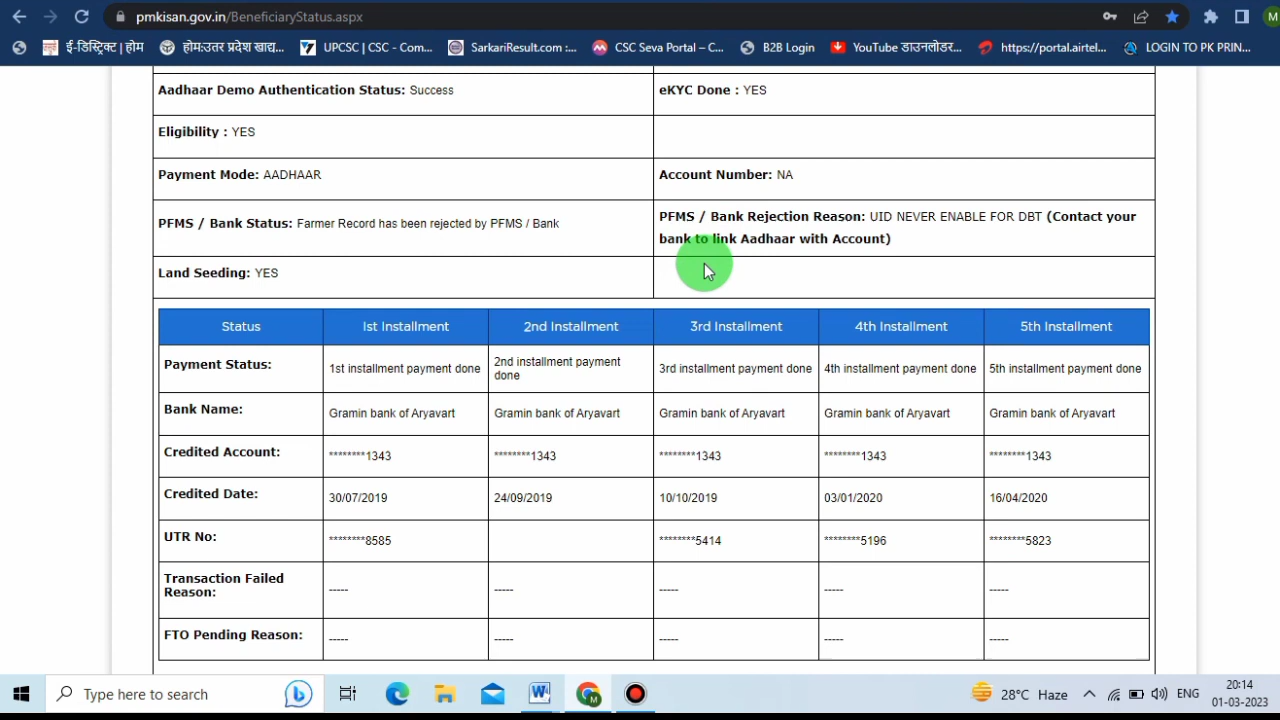 pmkisan.gov.in/BeneficiaryStatus.aspx
M
ई-डिस्ट्रिक्ट | होम
होम:उत्तर प्रदेश खाद्य...
UPCSC | CSC - Com...
SarkariResult.com :...
CSC Seva Portal – C...
B2B Login
YouTube डाउनलोडर...
https://portal.airtel...
LOGIN TO PK PRIN...
Aadhaar Demo Authentication Status: Success
eKYC Done : YES
Eligibility : YES
Payment Mode: AADHAAR
Account Number: NA
PFMS / Bank Status: Farmer Record has been rejected by PFMS / Bank
PFMS / Bank Rejection Reason: UID NEVER ENABLE FOR DBT (Contact your
bank to link Aadhaar with Account)
Land Seeding: YES
Status Ist Installment 2nd Installment 3rd Installment 4th Installment 5th Installment
Payment Status: 1st installment payment done 2nd installment payment done 3rd installment payment done 4th installment payment done 5th installment payment done
Bank Name: Gramin bank of Aryavart Gramin bank of Aryavart Gramin bank of Aryavart Gramin bank of Aryavart Gramin bank of Aryavart
Credited Account: ********1343 ********1343 ********1343 ********1343 ********1343
Credited Date: 30/07/2019 24/09/2019 10/10/2019 03/01/2020 16/04/2020
UTR No: ********8585 ********5414 ********5196 ********5823
Transaction Failed Reason: ----- ----- ----- ----- -----
FTO Pending Reason: ----- ----- ----- ----- -----
Type here to search
28°C Haze
ENG
20:14
01-03-2023